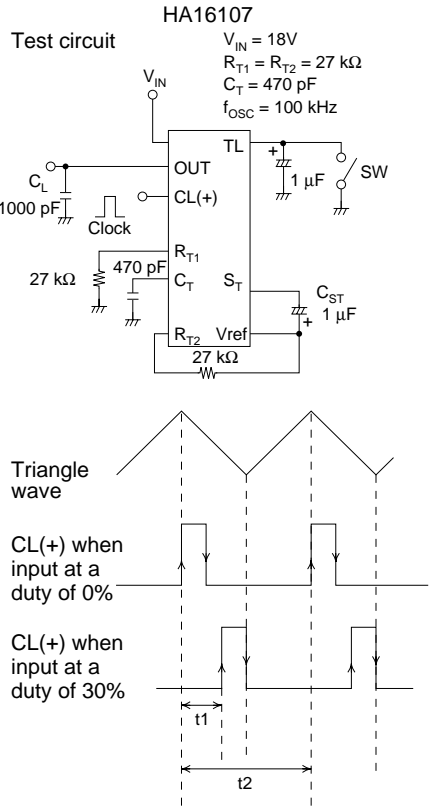 HA16107
Test circuit
V_IN = 18V
R_T1 = R_T2 = 27 kΩ
C_T = 470 pF
f_OSC = 100 kHz
V_IN
TL
+
1 μF
SW
OUT
C_L
1000 pF
CL(+)
Clock
R_T1
27 kΩ
470 pF
C_T
S_T
C_ST
1 μF
+
R_T2
Vref
27 kΩ
Triangle
wave
CL(+) when
input at a
duty of 0%
CL(+) when
input at a
duty of 30%
t1
t2